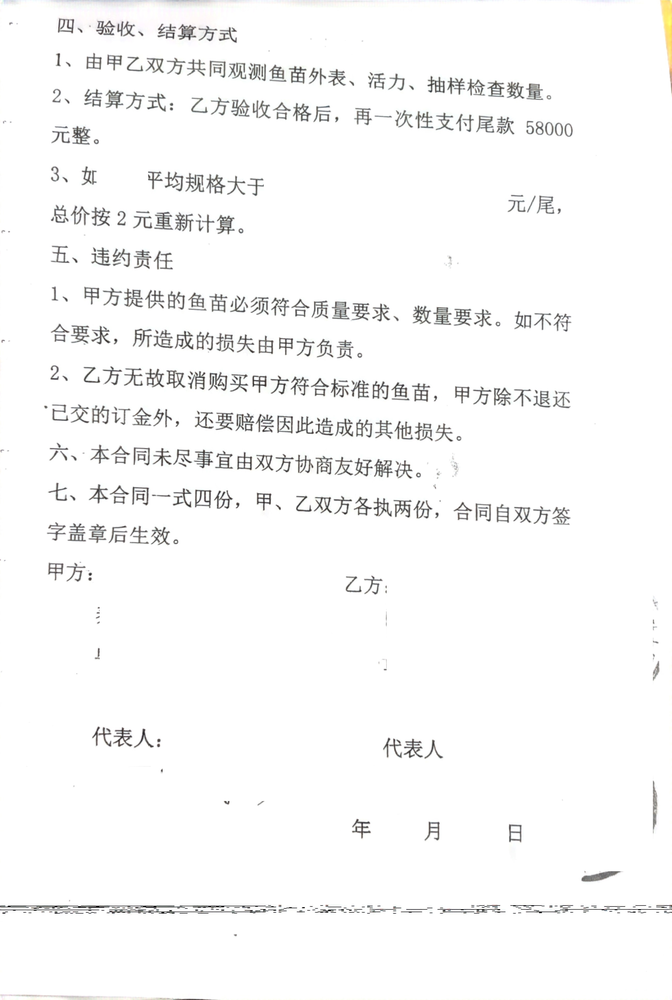 四、验收、结算方式
1、由甲乙双方共同观测鱼苗外表、活力、抽样检查数量。
2、结算方式：乙方验收合格后，再一次性支付尾款 58000
元整。
3、如 平均规格大于 元/尾，
总价按 2 元重新计算。
五、违约责任
1、甲方提供的鱼苗必须符合质量要求、数量要求。如不符
合要求，所造成的损失由甲方负责。
2、乙方无故取消购买甲方符合标准的鱼苗，甲方除不退还
已交的订金外，还要赔偿因此造成的其他损失。
六、本合同未尽事宜由双方协商友好解决。
七、本合同一式四份，甲、乙双方各执两份，合同自双方签
字盖章后生效。
甲方： 乙方：
代表人： 代表人
年 月 日